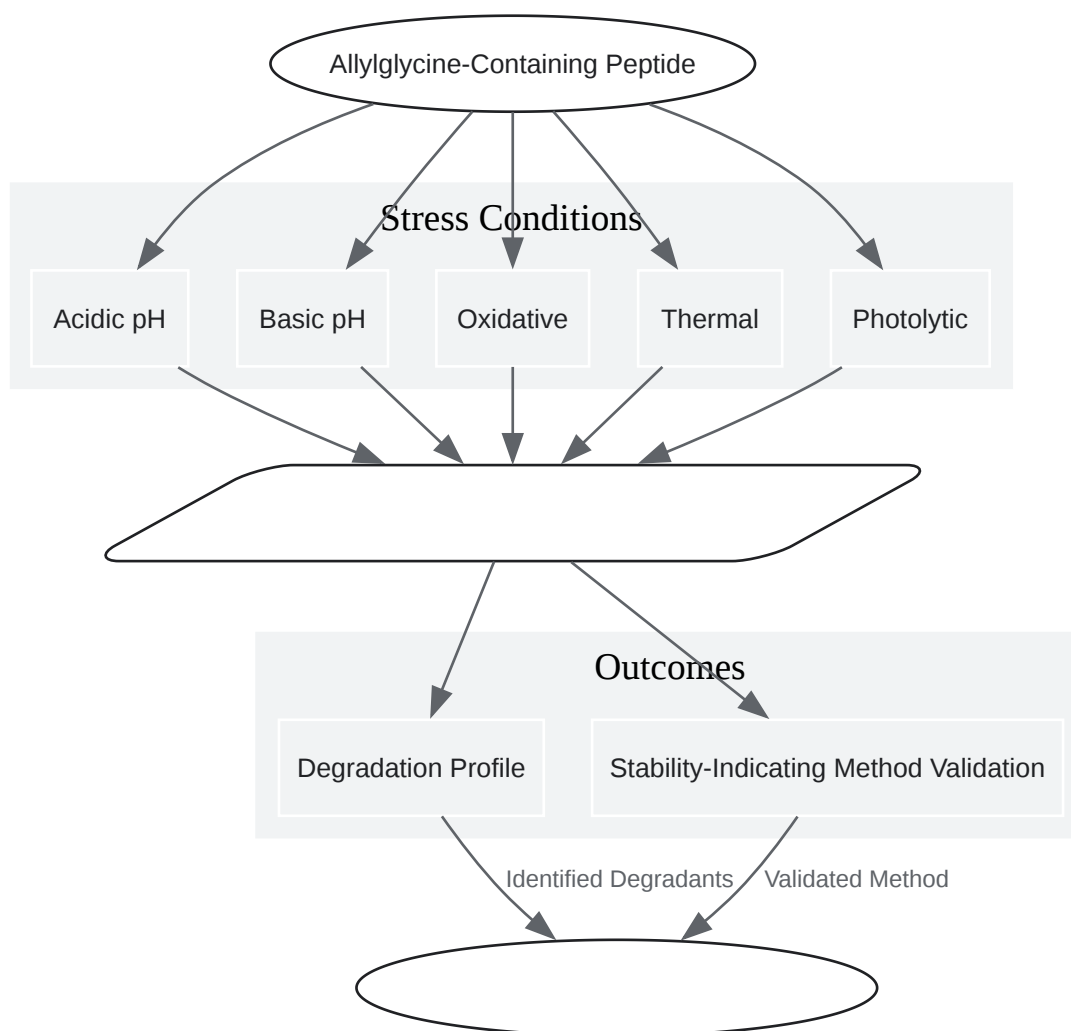 Allylglycine-Containing Peptide
Stress Conditions
Acidic pH
Basic pH
Oxidative
Thermal
Photolytic
Outcomes
Degradation Profile
Stability-Indicating Method Validation
Identified Degradants
Validated Method